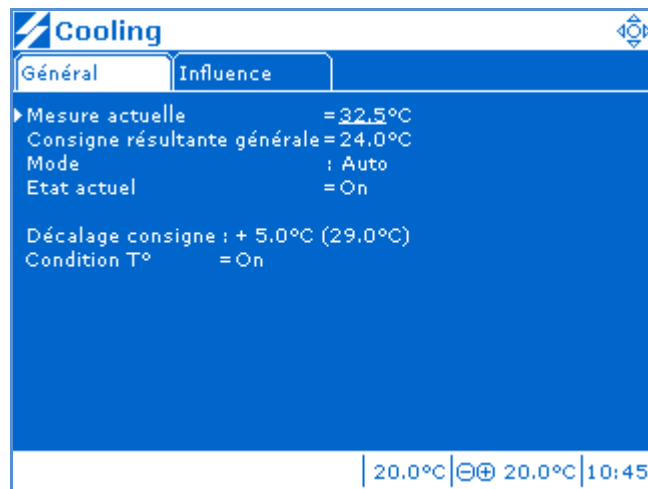 Cooling
Général Influence
Mesure actuelle =32.5°C
Consigne résultante générale=24.0°C
Mode : Auto
Etat actuel =On
Décalage consigne : + 5.0°C (29.0°C)
Condition T° =On
20.0°C ⊖⊕ 20.0°C 10:45